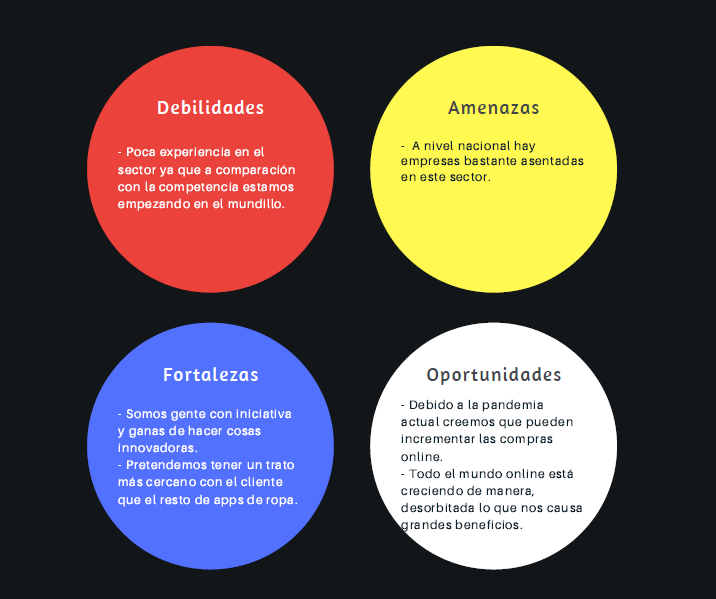 Debilidades
- Poca experiencia en el
sector ya que a comparación
con la competencia estamos
empezando en el mundillo.
Amenazas
- A nivel nacional hay
empresas bastante asentadas
en este sector.
Fortalezas
- Somos gente con iniciativa
y ganas de hacer cosas
innovadoras.
- Pretendemos tener un trato
más cercano con el cliente
que el resto de apps de ropa.
Oportunidades
- Debido a la pandemia
actual creemos que pueden
incrementar las compras
online.
- Todo el mundo online está
creciendo de manera,
desorbitada lo que nos causa
grandes beneficios.